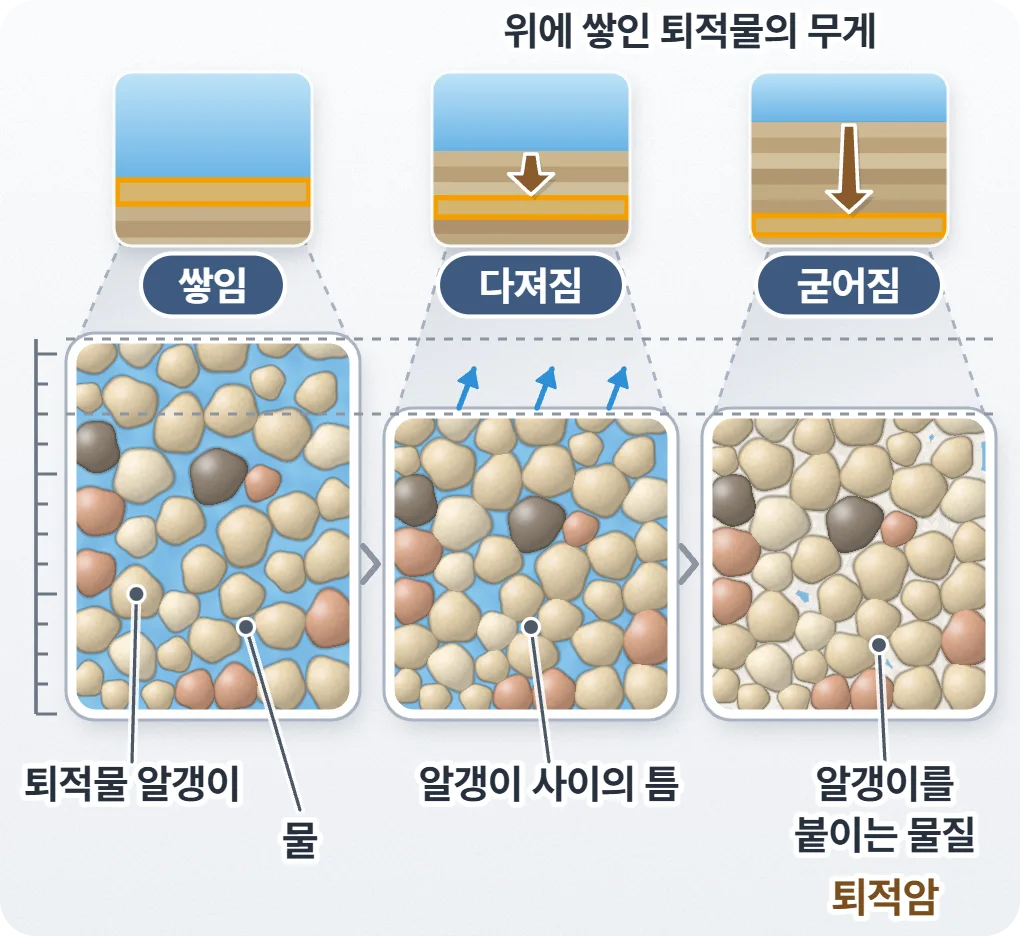 위에 쌓인 퇴적물의 무게
쌓임
다져짐
굳어짐
퇴적물 알갱이
물
알갱이 사이의 틈
알갱이를
붙이는 물질
퇴적암